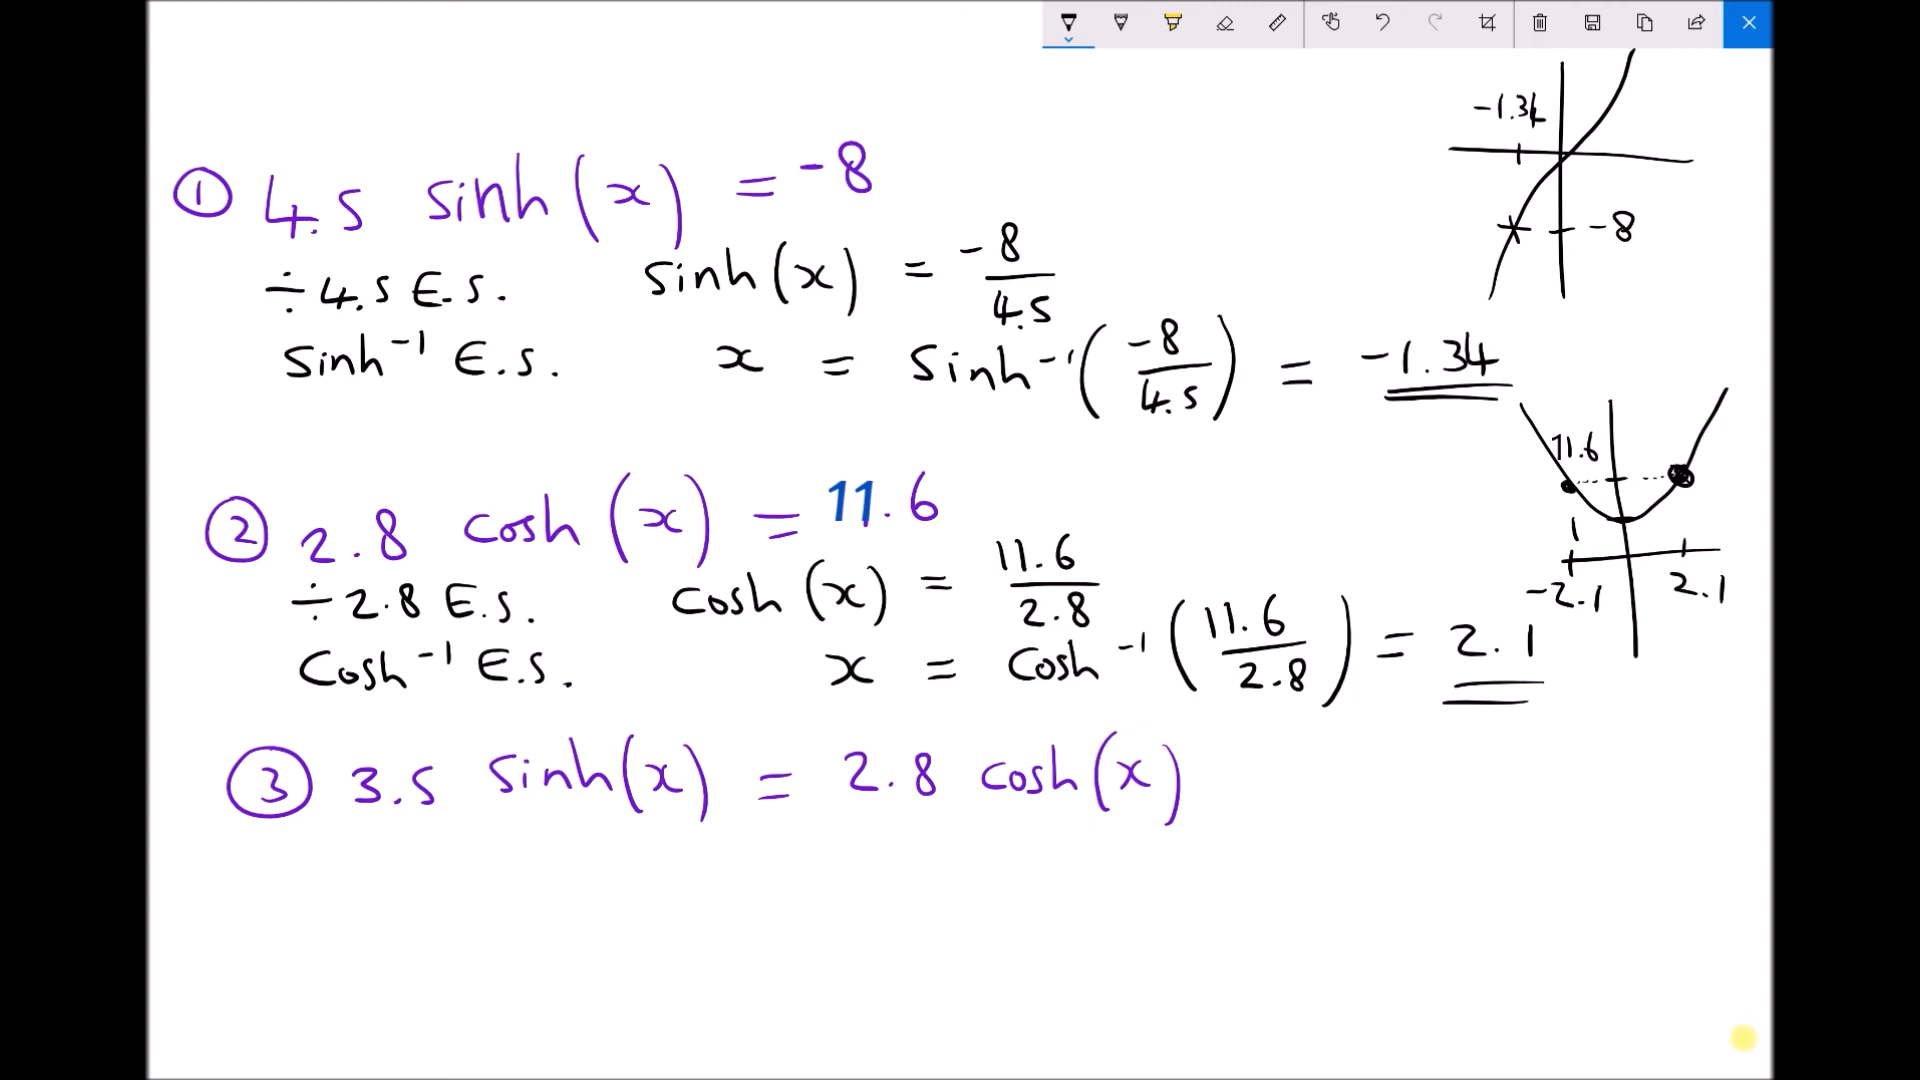 ① 4.5 sinh(x) = -8
÷ 4.5 E.S. sinh(x) = -8/4.5
Sinh⁻¹ E.S. x = Sinh⁻¹(-8/4.5) = -1.34
-1.34
-8
② 2.8 cosh(x) = 11.6
÷ 2.8 E.S. cosh(x) = 11.6/2.8
Cosh⁻¹ E.S. x = Cosh⁻¹(11.6/2.8) = 2.1
11.6
1
-2.1 2.1
③ 3.5 sinh(x) = 2.8 cosh(x)